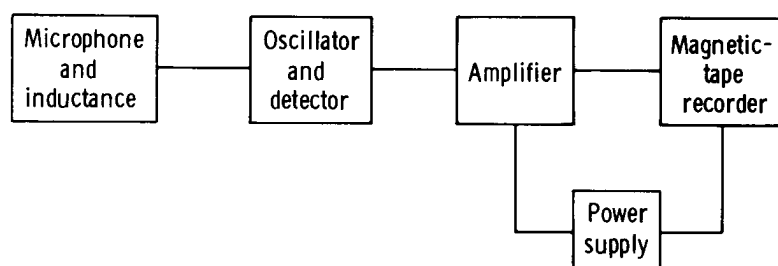 Microphone
and
inductance
Oscillator
and
detector
Amplifier
Magnetic-
tape
recorder
Power
supply